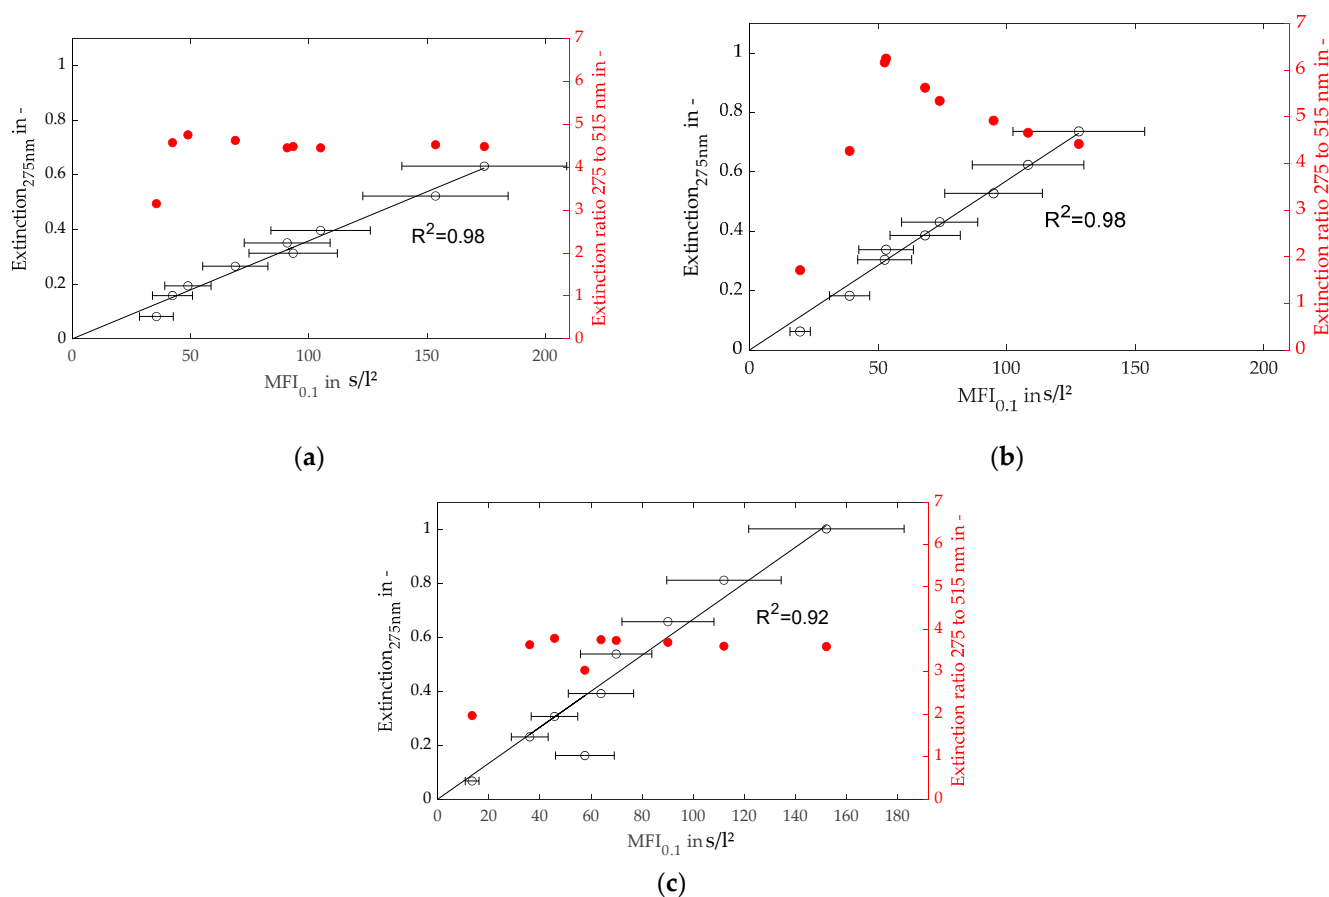 Extinction275nm in -
1
0.8
0.6
0.4
0.2
0
0 50 100 150 200
MFI0.1 in s/l²
R2=0.98
7
6
5
4
3
2
1
0
Extinction ratio 275 to 515 nm in -
(a)
Extinction275nm in -
1
0.8
0.6
0.4
0.2
0
0 50 100 150 200
MFI0.1 in s/l²
R2=0.98
7
6
5
4
3
2
1
0
Extinction ratio 275 to 515 nm in -
(b)
Extinction275nm in -
1
0.8
0.6
0.4
0.2
0
0 20 40 60 80 100 120 140 160 180
MFI0.1 in s/l²
R2=0.92
7
6
5
4
3
2
1
0
Extinction ratio 275 to 515 nm in -
(c)